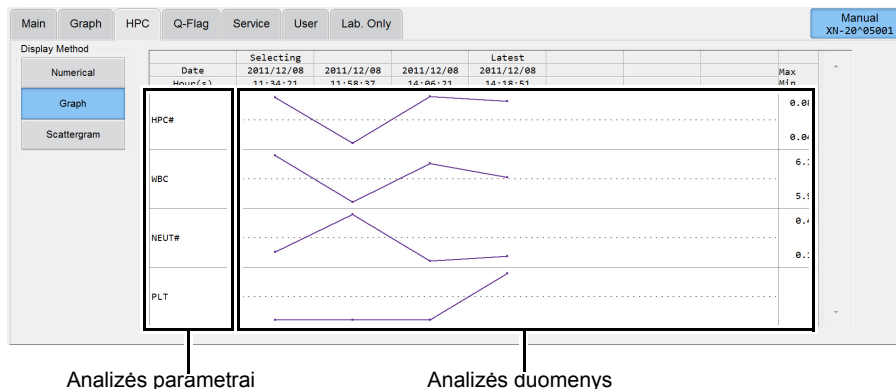 Main Graph HPC Q-Flag Service User Lab. Only Manual
XN-20^05001
Display Method
Numerical
Graph
Scattergram
Selecting Latest
Date 2011/12/08 2011/12/08 2011/12/08 2011/12/08 Max
Hour(s) 11:34:21 11:58:37 14:06:21 14:18:51 Min
HPC#
WBC
NEUT#
PLT
Analizės parametrai Analizės duomenys